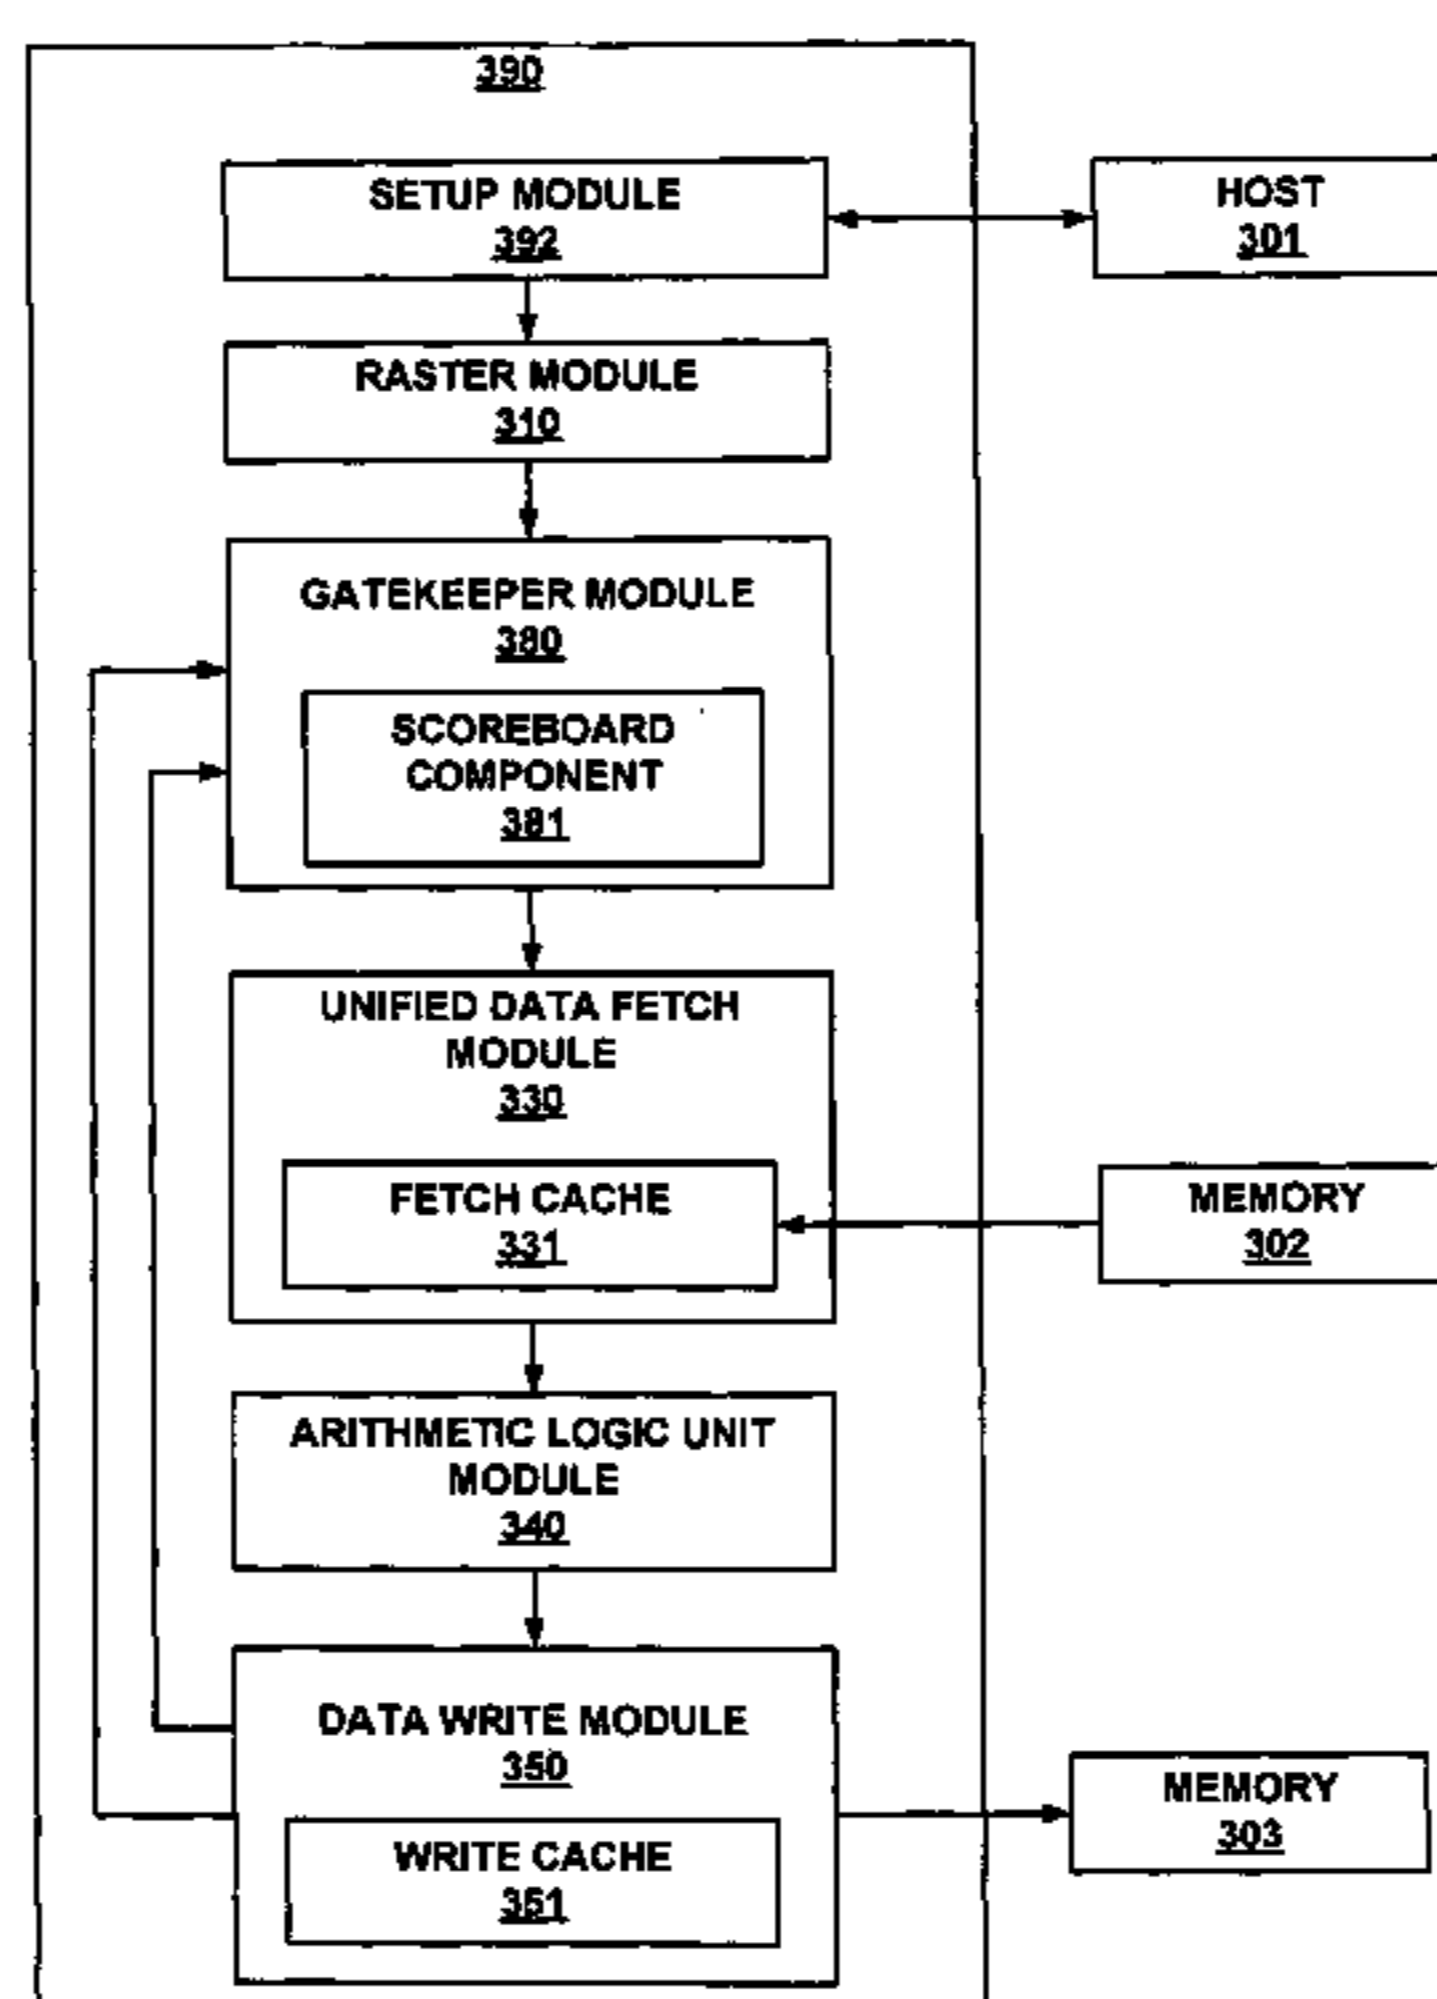 390
SETUP MODULE
392
HOST
301
RASTER MODULE
310
GATEKEEPER MODULE
380
SCOREBOARD
COMPONENT
381
UNIFIED DATA FETCH
MODULE
330
FETCH CACHE
331
MEMORY
302
ARITHMETIC LOGIC UNIT
MODULE
340
DATA WRITE MODULE
350
WRITE CACHE
351
MEMORY
303